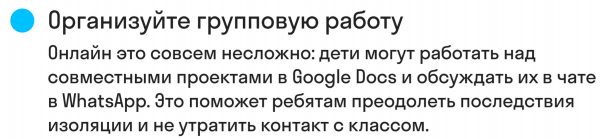 Организуйте групповую работу
Онлайн это совсем несложно: дети могут работать над
совместными проектами в Google Docs и обсуждать их в чате
в WhatsApp. Это поможет ребятам преодолеть последствия
изоляции и не утратить контакт с классом.